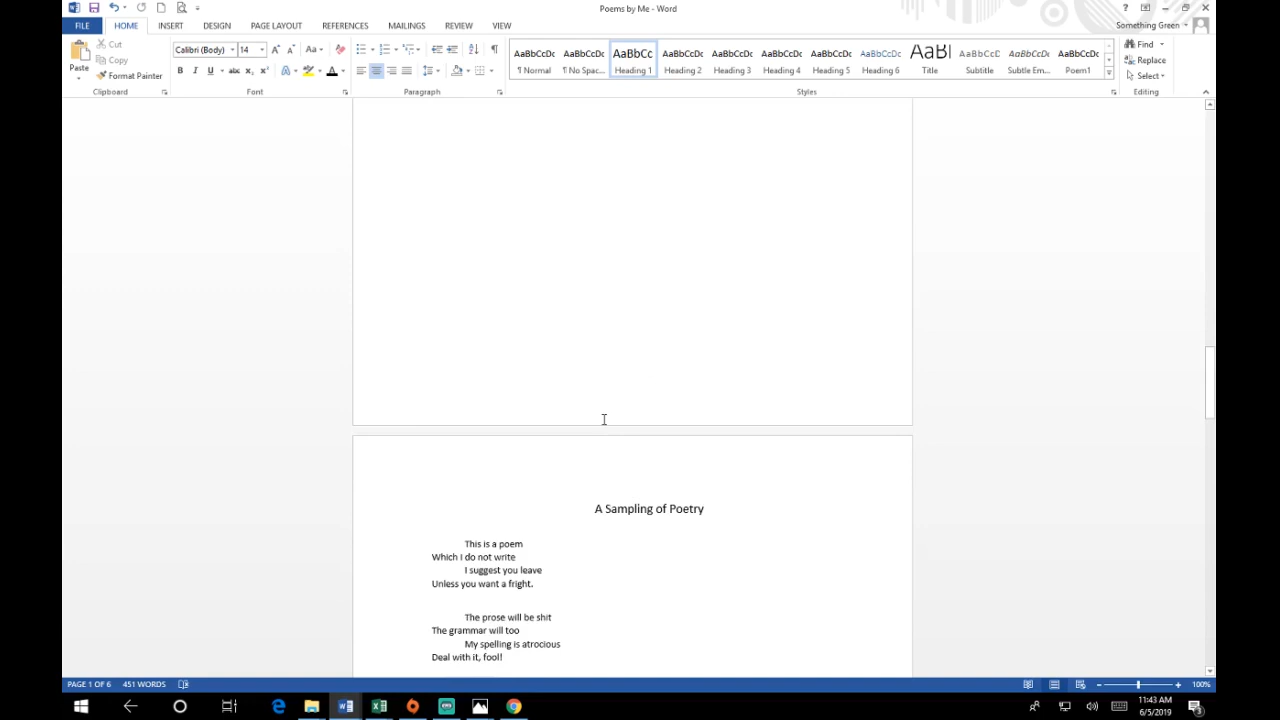 Poems by Me - Word
FILE HOME INSERT DESIGN PAGE LAYOUT REFERENCES MAILINGS REVIEW VIEW Something Green
Paste
Cut
Copy
Format Painter
Clipboard
Calibri (Body) 14
Font
Paragraph
AaBbCcDc AaBbCcDc AaBbCc AaBbCcDc AaBbCcDc AaBbCcDc AaBbCcDc AaBbCcDc AaBl AaBbCcD AaBbCcDı AaBbCcDc
¶ Normal ¶ No Spac... Heading 1 Heading 2 Heading 3 Heading 4 Heading 5 Heading 6 Title Subtitle Subtle Em... Poem1
Styles
Find
Replace
Select
Editing
A Sampling of Poetry
This is a poem
Which I do not write
I suggest you leave
Unless you want a fright.
The prose will be shit
The grammar will too
My spelling is atrocious
Deal with it, fool!
PAGE 1 OF 6 451 WORDS 100%
11:43 AM
6/5/2019